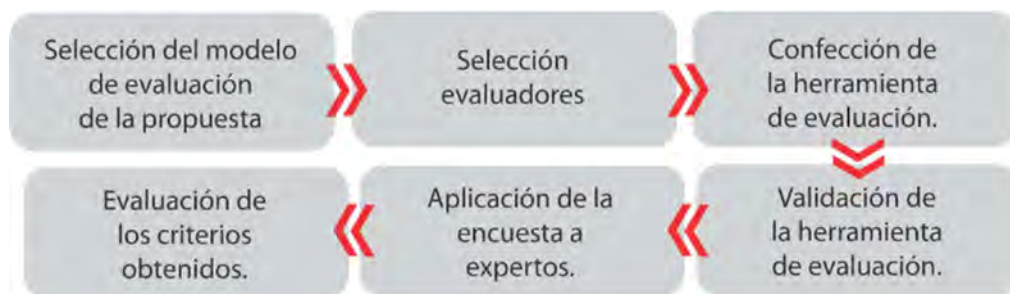 Selección del modelo
de evaluación
de la propuesta
Selección
evaluadores
Confección de
la herramienta
de evaluación.
Validación de
la herramienta
de evaluación.
Aplicación de la
encuesta a
expertos.
Evaluación de
los criterios
obtenidos.